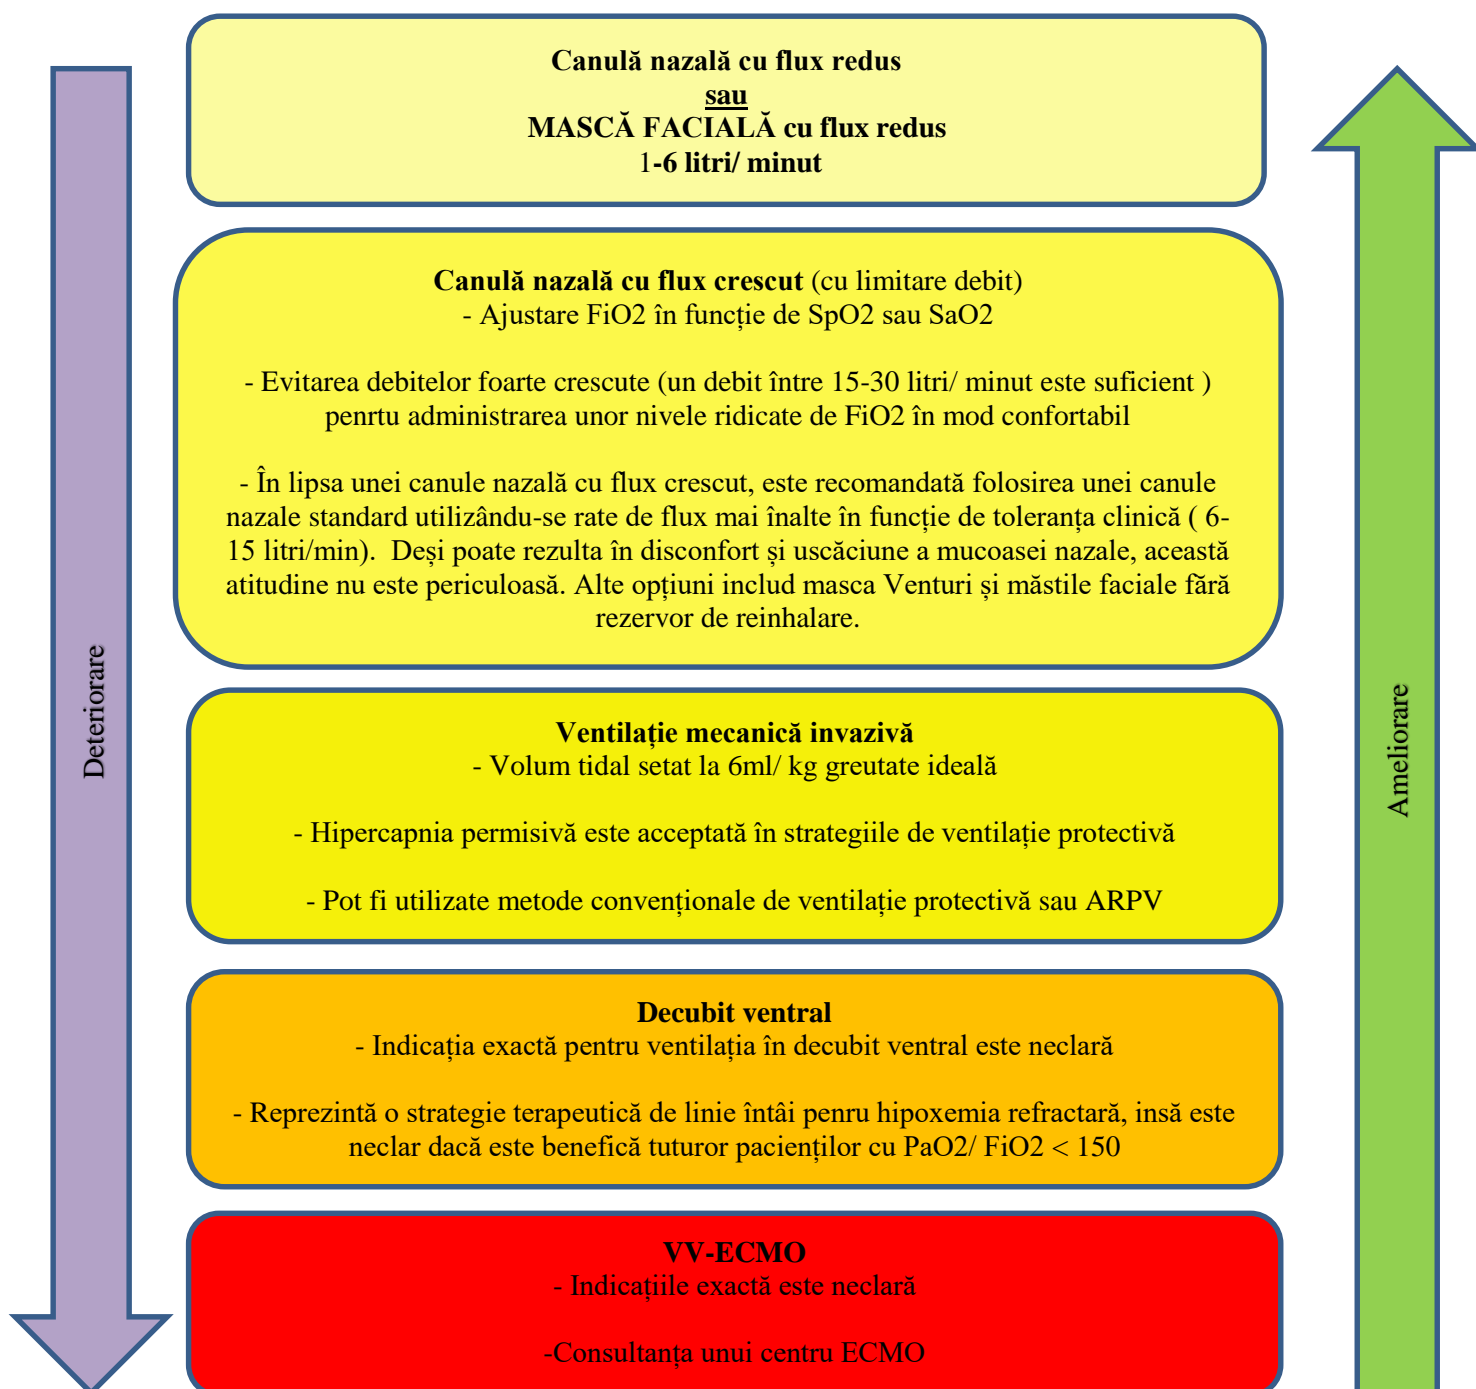 Canulă nazală cu flux redus
sau
MASCĂ FACIALĂ cu flux redus
1-6 litri/ minut
Canulă nazală cu flux crescut (cu limitare debit)
- Ajustare FiO2 în funcție de SpO2 sau SaO2
- Evitarea debitelor foarte crescute (un debit între 15-30 litri/ minut este suficient )
penrtu administrarea unor nivele ridicate de FiO2 în mod confortabil
- În lipsa unei canule nazală cu flux crescut, este recomandată folosirea unei canule
nazale standard utilizându-se rate de flux mai înalte în funcție de toleranța clinică ( 6-
15 litri/min).  Deși poate rezulta în disconfort și uscăciune a mucoasei nazale, această
atitudine nu este periculoasă. Alte opțiuni includ masca Venturi și măstile faciale fără
rezervor de reinhalare.
Deteriorare
Ameliorare
Ventilație mecanică invazivă
- Volum tidal setat la 6ml/ kg greutate ideală
- Hipercapnia permisivă este acceptată în strategiile de ventilație protectivă
- Pot fi utilizate metode convenționale de ventilație protectivă sau ARPV
Decubit ventral
- Indicația exactă pentru ventilația în decubit ventral este neclară
- Reprezintă o strategie terapeutică de linie întâi penru hipoxemia refractară, insă este
neclar dacă este benefică tuturor pacienților cu PaO2/ FiO2 < 150
VV-ECMO
- Indicațiile exactă este neclară
-Consultanța unui centru ECMO